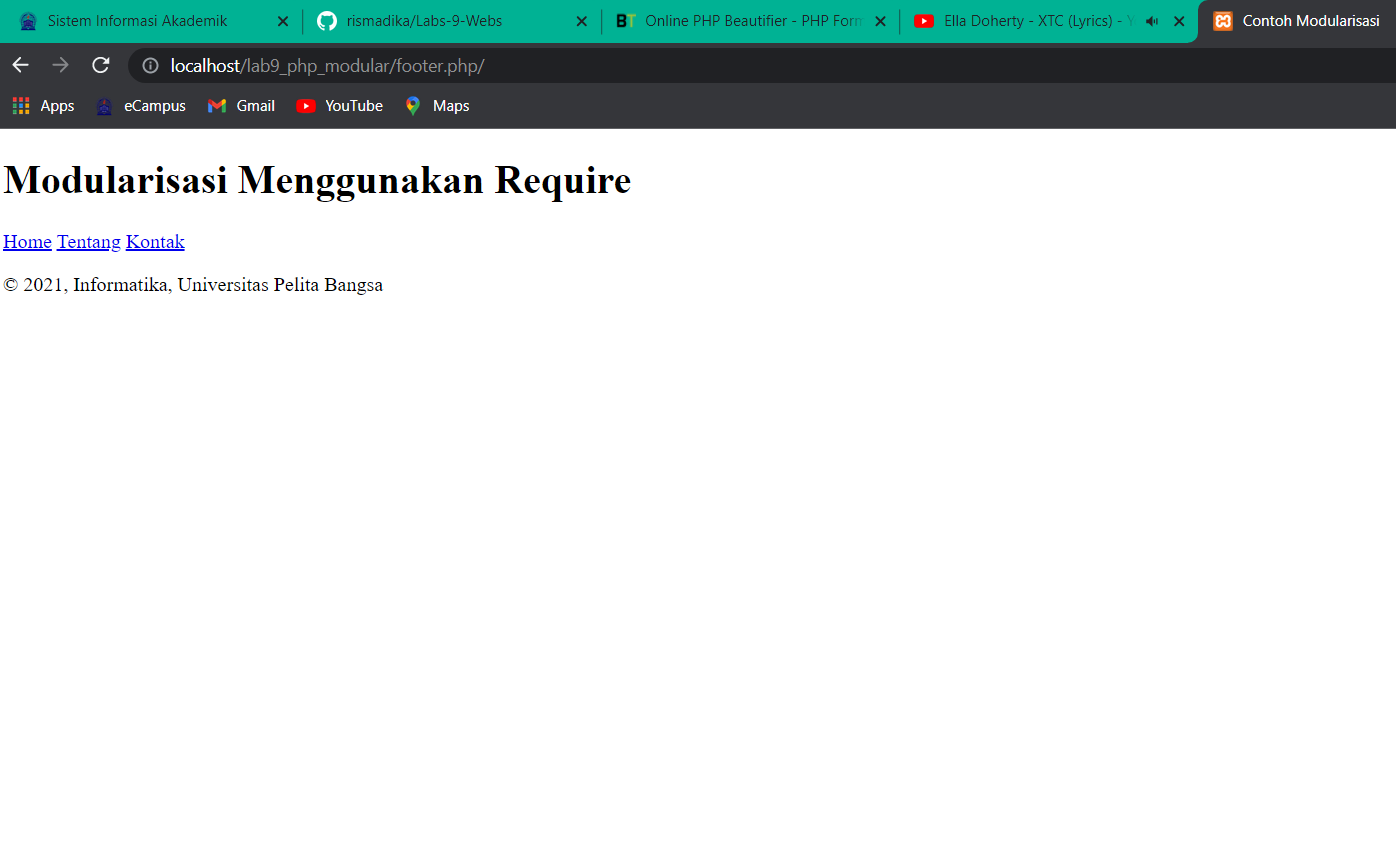 Sistem Informasi Akademik
rismadika/Labs-9-Webs
BT Online PHP Beautifier - PHP Form
Ella Doherty - XTC (Lyrics) - Y
Contoh Modularisasi
localhost/lab9_php_modular/footer.php/
Apps eCampus Gmail YouTube Maps
Modularisasi Menggunakan Require
Home Tentang Kontak
© 2021, Informatika, Universitas Pelita Bangsa